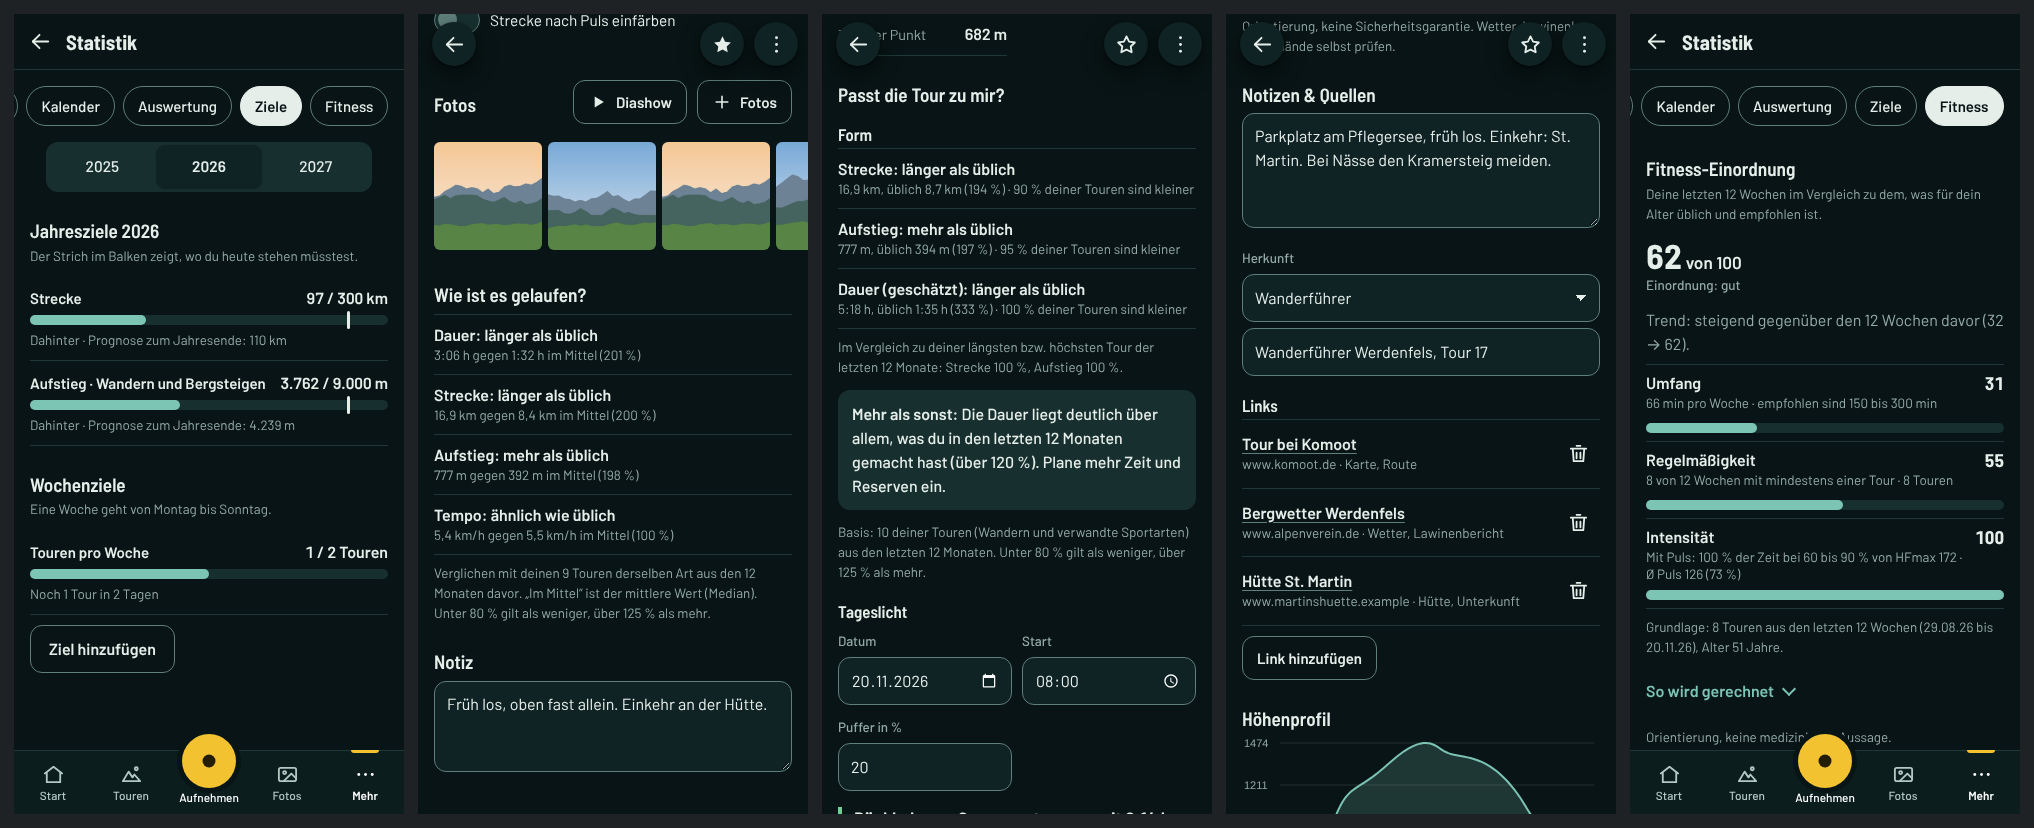 Statistik
Kalender
Auswertung
Ziele
Fitness
2025
2026
2027
Jahresziele 2026
Der Strich im Balken zeigt, wo du heute stehen müsstest.
Strecke
97 / 300 km
Dahinter · Prognose zum Jahresende: 110 km
Aufstieg · Wandern und Bergsteigen
3.762 / 9.000 m
Dahinter · Prognose zum Jahresende: 4.239 m
Wochenziele
Eine Woche geht von Montag bis Sonntag.
Touren pro Woche
1 / 2 Touren
Noch 1 Tour in 2 Tagen
Ziel hinzufügen
Start
Touren
Aufnehmen
Fotos
Mehr
Strecke nach Puls einfärben
Fotos
Diashow
Fotos
Wie ist es gelaufen?
Dauer: länger als üblich
3:06 h gegen 1:32 h im Mittel (201 %)
Strecke: länger als üblich
16,9 km gegen 8,4 km im Mittel (200 %)
Aufstieg: mehr als üblich
777 m gegen 392 m im Mittel (198 %)
Tempo: ähnlich wie üblich
5,4 km/h gegen 5,5 km/h im Mittel (100 %)
Verglichen mit deinen 9 Touren derselben Art aus den 12
Monaten davor. „Im Mittel“ ist der mittlere Wert (Median).
Unter 80 % gilt als weniger, über 125 % als mehr.
Notiz
Früh los, oben fast allein. Einkehr an der Hütte.
Punkt
682 m
Passt die Tour zu mir?
Form
Strecke: länger als üblich
16,9 km, üblich 8,7 km (194 %) · 90 % deiner Touren sind kleiner
Aufstieg: mehr als üblich
777 m, üblich 394 m (197 %) · 95 % deiner Touren sind kleiner
Dauer (geschätzt): länger als üblich
5:18 h, üblich 1:35 h (333 %) · 100 % deiner Touren sind kleiner
Im Vergleich zu deiner längsten bzw. höchsten Tour der
letzten 12 Monate: Strecke 100 %, Aufstieg 100 %.
Mehr als sonst: Die Dauer liegt deutlich über
allem, was du in den letzten 12 Monaten
gemacht hast (über 120 %). Plane mehr Zeit und
Reserven ein.
Basis: 10 deiner Touren (Wandern und verwandte Sportarten)
aus den letzten 12 Monaten. Unter 80 % gilt als weniger, über
125 % als mehr.
Tageslicht
Datum
Start
20.11.2026
08:00
Puffer in %
20
keine Sicherheitsgarantie. Wetter,
selbst prüfen.
Notizen & Quellen
Parkplatz am Pflegersee, früh los. Einkehr: St.
Martin. Bei Nässe den Kramersteig meiden.
Herkunft
Wanderführer
Wanderführer Werdenfels, Tour 17
Links
Tour bei Komoot
www.komoot.de · Karte, Route
Bergwetter Werdenfels
www.alpenverein.de · Wetter, Lawinenbericht
Hütte St. Martin
www.martinshuette.example · Hütte, Unterkunft
Link hinzufügen
Höhenprofil
1474
1211
Statistik
Kalender
Auswertung
Ziele
Fitness
Fitness-Einordnung
Deine letzten 12 Wochen im Vergleich zu dem, was für dein
Alter üblich und empfohlen ist.
62 von 100
Einordnung: gut
Trend: steigend gegenüber den 12 Wochen davor (32
→ 62).
Umfang
31
66 min pro Woche · empfohlen sind 150 bis 300 min
Regelmäßigkeit
55
8 von 12 Wochen mit mindestens einer Tour · 8 Touren
Intensität
100
Mit Puls: 100 % der Zeit bei 60 bis 90 % von HFmax 172 ·
Ø Puls 126 (73 %)
Grundlage: 8 Touren aus den letzten 12 Wochen (29.08.26 bis
20.11.26), Alter 51 Jahre.
So wird gerechnet
Orientierung, keine
Start
Touren
Aufnehmen
Fotos
Mehr